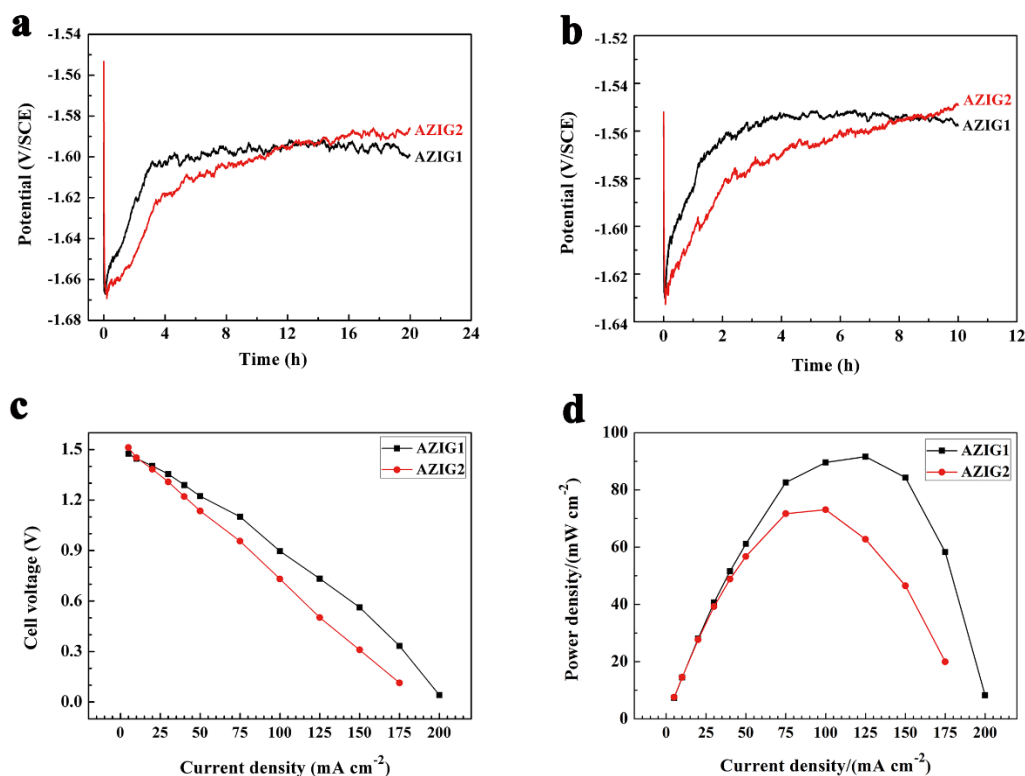 a
-1.54
-1.56
-1.58
-1.60
-1.62
-1.64
-1.66
-1.68
Potential (V/SCE)
AZIG2
AZIG1
0 4 8 12 16 20 24
Time (h)
b
-1.52
-1.54
-1.56
-1.58
-1.60
-1.62
-1.64
Potential (V/SCE)
AZIG2
AZIG1
0 2 4 6 8 10 12
Time (h)
c
1.5
1.2
0.9
0.6
0.3
0.0
Cell voltage (V)
AZIG1
AZIG2
0 25 50 75 100 125 150 175 200
Current density (mA cm⁻²)
d
100
80
60
40
20
0
Power density/(mW cm⁻²)
AZIG1
AZIG2
0 25 50 75 100 125 150 175 200
Current density/(mA cm⁻²)